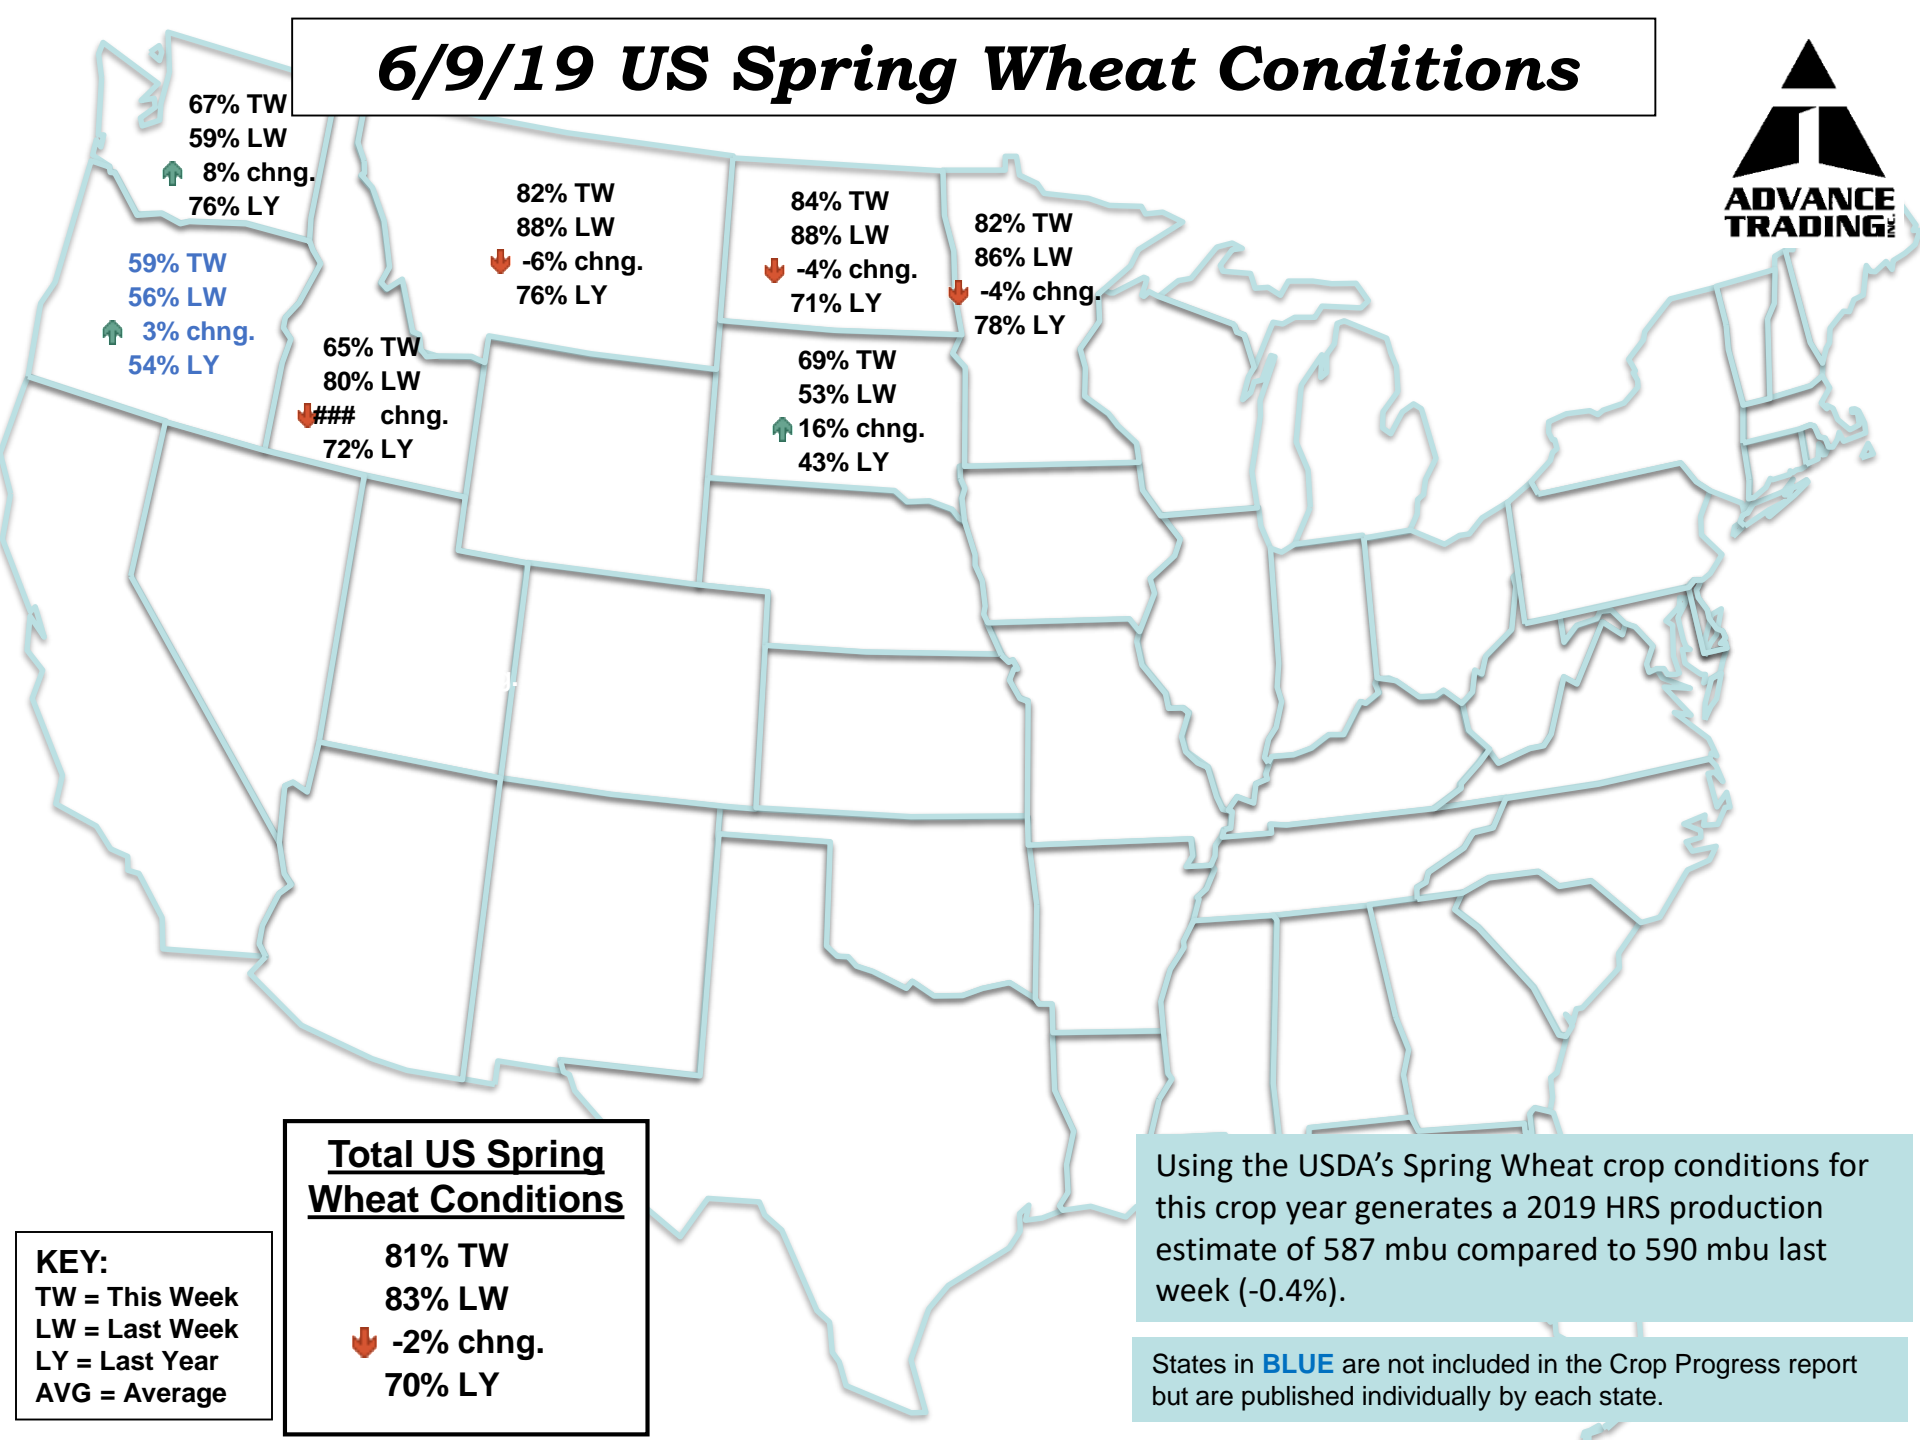 6/9/19 US Spring Wheat Conditions
ADVANCE
TRADING INC.
67% TW
59% LW
8% chng.
76% LY
59% TW
56% LW
3% chng.
54% LY
65% TW
80% LW
### chng.
72% LY
82% TW
88% LW
-6% chng.
76% LY
84% TW
88% LW
-4% chng.
71% LY
82% TW
86% LW
-4% chng.
78% LY
69% TW
53% LW
16% chng.
43% LY
Total US Spring
Wheat Conditions
81% TW
83% LW
-2% chng.
70% LY
KEY:
TW = This Week
LW = Last Week
LY = Last Year
AVG = Average
Using the USDA’s Spring Wheat crop conditions for
this crop year generates a 2019 HRS production
estimate of 587 mbu compared to 590 mbu last
week (-0.4%).
States in BLUE are not included in the Crop Progress report
but are published individually by each state.